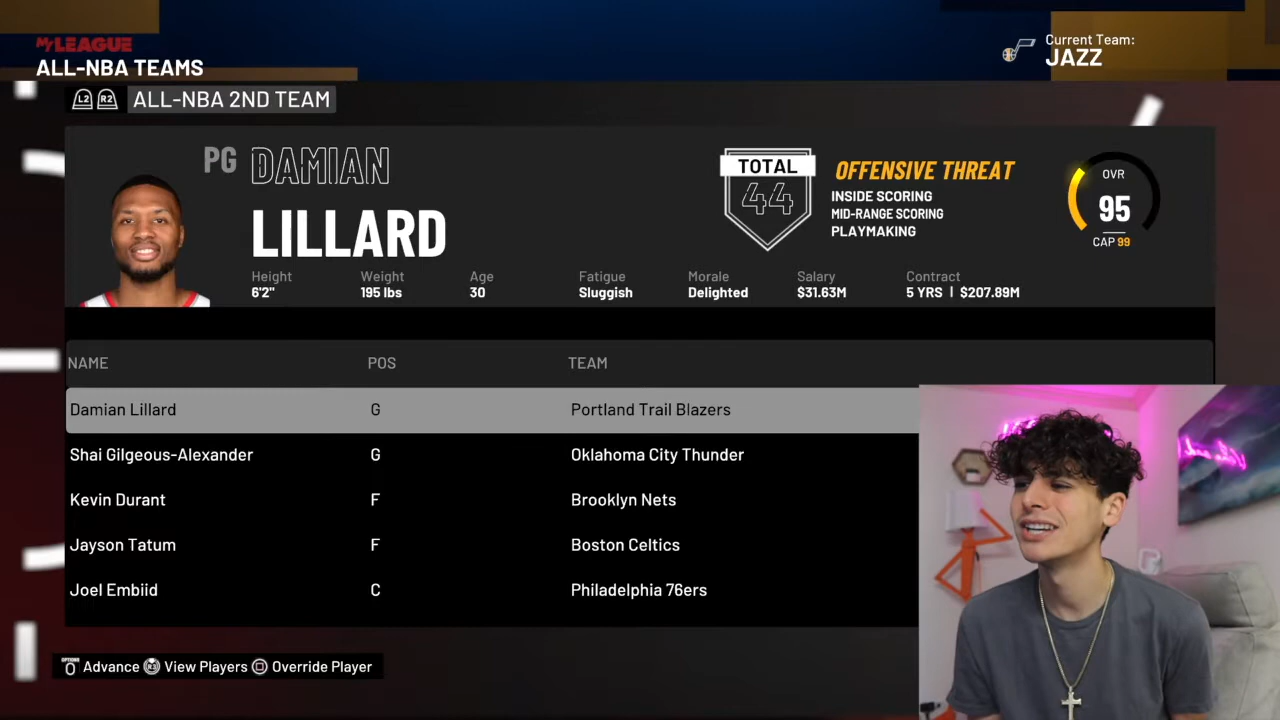 MyLEAGUE
ALL-NBA TEAMS
Current Team:
JAZZ
L2 R2 ALL-NBA 2ND TEAM
PG DAMIAN
LILLARD
TOTAL
44
OFFENSIVE THREAT
INSIDE SCORING
MID-RANGE SCORING
PLAYMAKING
OVR
95
CAP 99
Height Weight Age Fatigue Morale Salary Contract
6'2" 195 lbs 30 Sluggish Delighted $31.63M 5 YRS | $207.89M
NAME POS TEAM
Damian Lillard G Portland Trail Blazers
Shai Gilgeous-Alexander G Oklahoma City Thunder
Kevin Durant F Brooklyn Nets
Jayson Tatum F Boston Celtics
Joel Embiid C Philadelphia 76ers
OPTIONS Advance R3 View Players Override Player